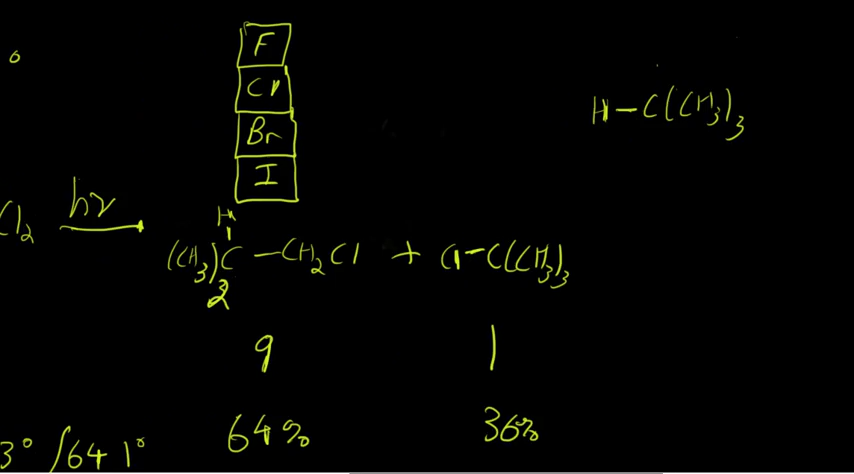 F
Cl
Br
I
H-C(CH₃)₃
Cl₂ hν
H
(CH₃)₂C-CH₂Cl + Cl-C(CH₃)₃
9 1
64% 36%
3° /64 1°